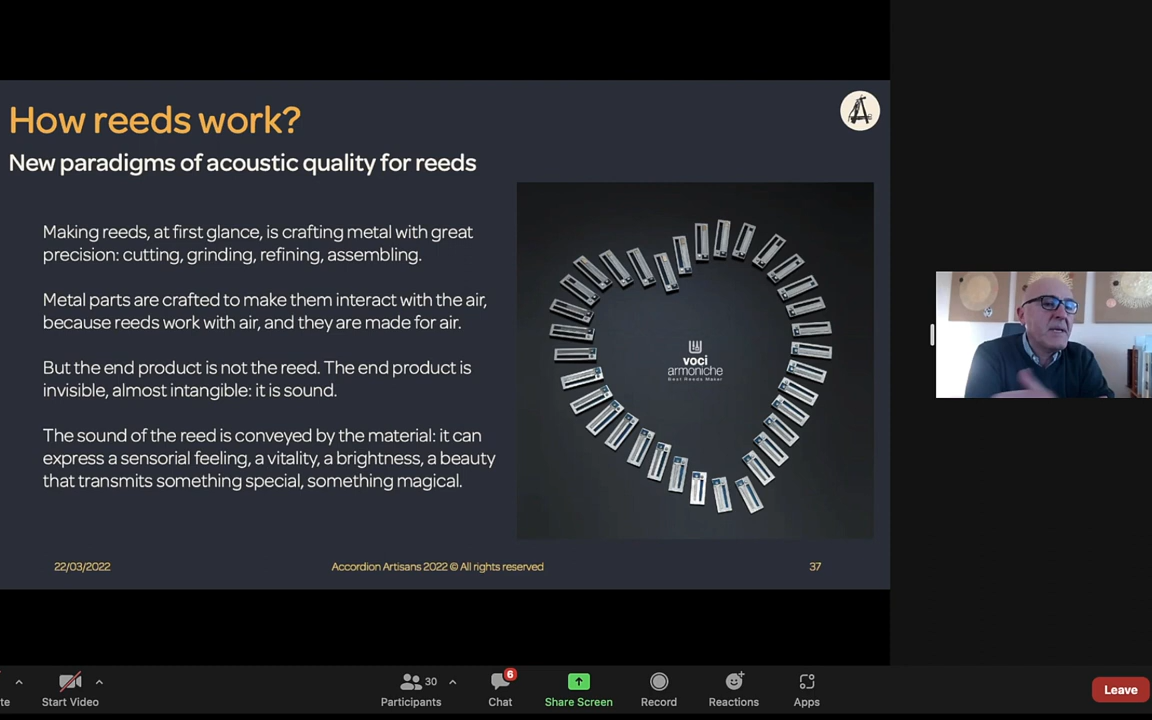 How reeds work?
New paradigms of acoustic quality for reeds
Making reeds, at first glance, is crafting metal with great
precision: cutting, grinding, refining, assembling.
Metal parts are crafted to make them interact with the air,
because reeds work with air, and they are made for air.
But the end product is not the reed. The end product is
invisible, almost intangible: it is sound.
The sound of the reed is conveyed by the material: it can
express a sensorial feeling, a vitality, a brightness, a beauty
that transmits something special, something magical.
voci
armoniche
Best Reeds Maker
22/03/2022
Accordion Artisans 2022 © All rights reserved
37
te
Start Video
30
Participants
6
Chat
Share Screen
Record
Reactions
Apps
Leave